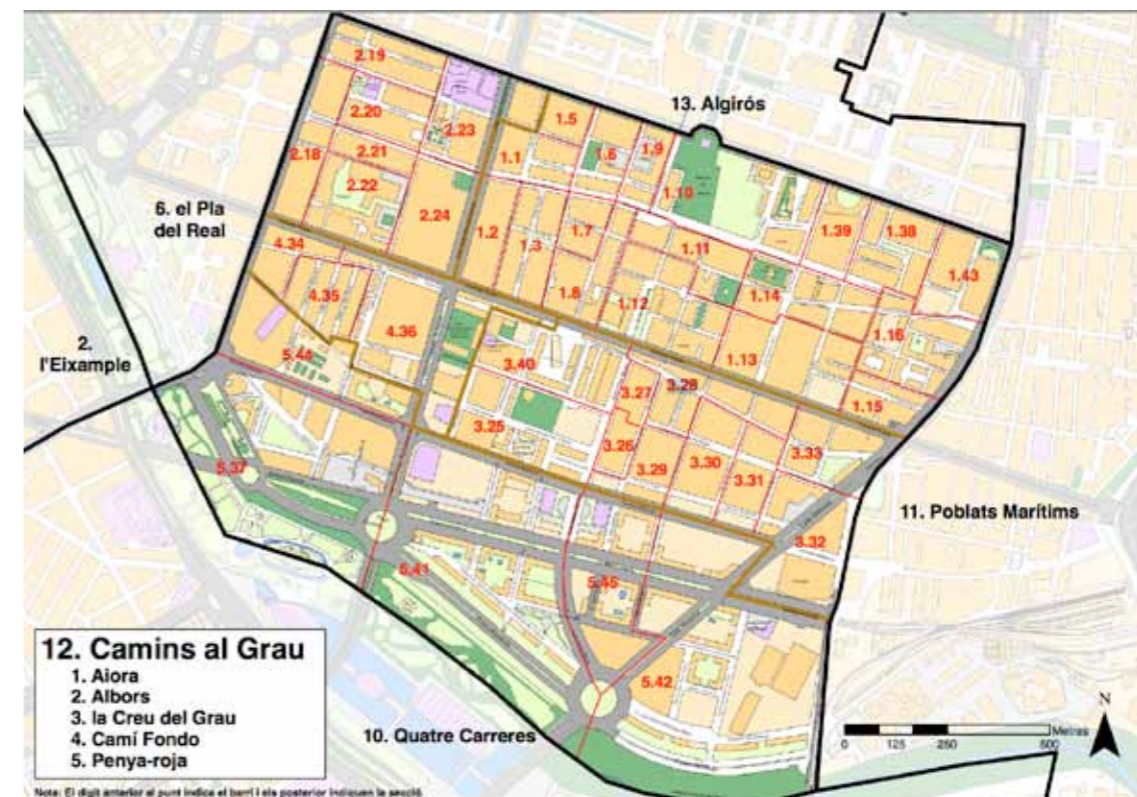 13. Algirós
6. el Pla
del Real
2.
l'Eixample
11. Poblats Marítims
10. Quatre Carreres
2.19
2.20
2.23
2.21
2.18
2.22
2.24
1.5
1.6
1.9
1.1
1.10
1.2
1.3
1.7
1.11
1.39
1.38
1.43
1.8
1.12
1.14
1.16
1.13
1.15
4.34
4.35
4.36
5.44
3.40
3.27
3.28
3.25
3.26
3.29
3.30
3.31
3.33
3.32
5.37
5.41
5.45
5.42
12. Camins al Grau
1. Aiora
2. Albors
3. la Creu del Grau
4. Camí Fondo
5. Penya-roja
N
Metres
0 125 250 500
Nota: El dígit anterior al punt indica el barri i els posterior indiquen la secció.